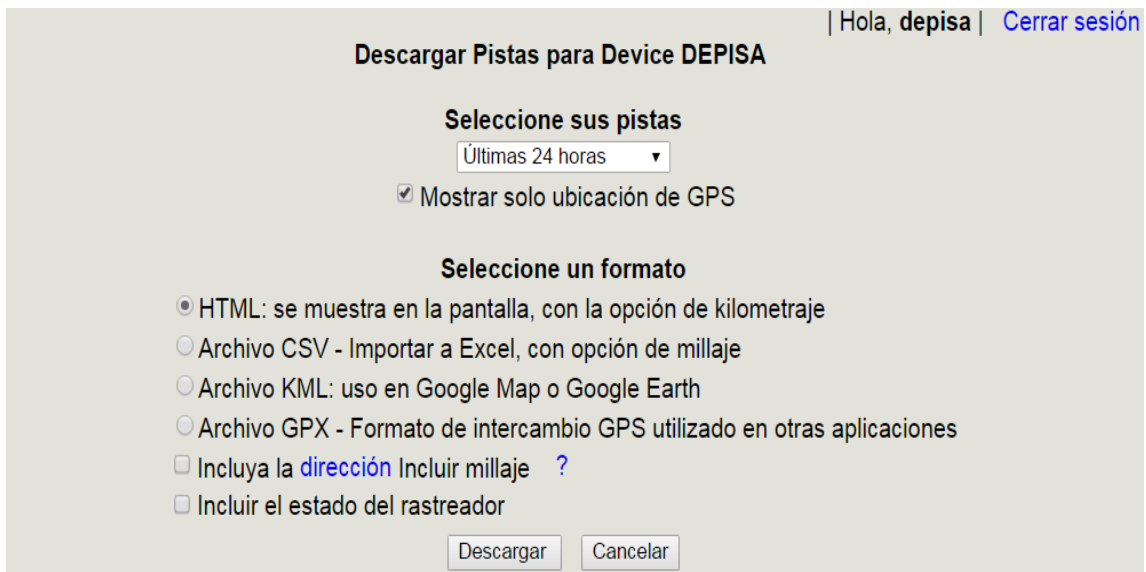 | Hola, depisa | Cerrar sesión
Descargar Pistas para Device DEPISA
Seleccione sus pistas
Últimas 24 horas
Mostrar solo ubicación de GPS
Seleccione un formato
HTML: se muestra en la pantalla, con la opción de kilometraje
Archivo CSV - Importar a Excel, con opción de millaje
Archivo KML: uso en Google Map o Google Earth
Archivo GPX - Formato de intercambio GPS utilizado en otras aplicaciones
Incluya la dirección Incluir millaje ?
Incluir el estado del rastreador
Descargar Cancelar